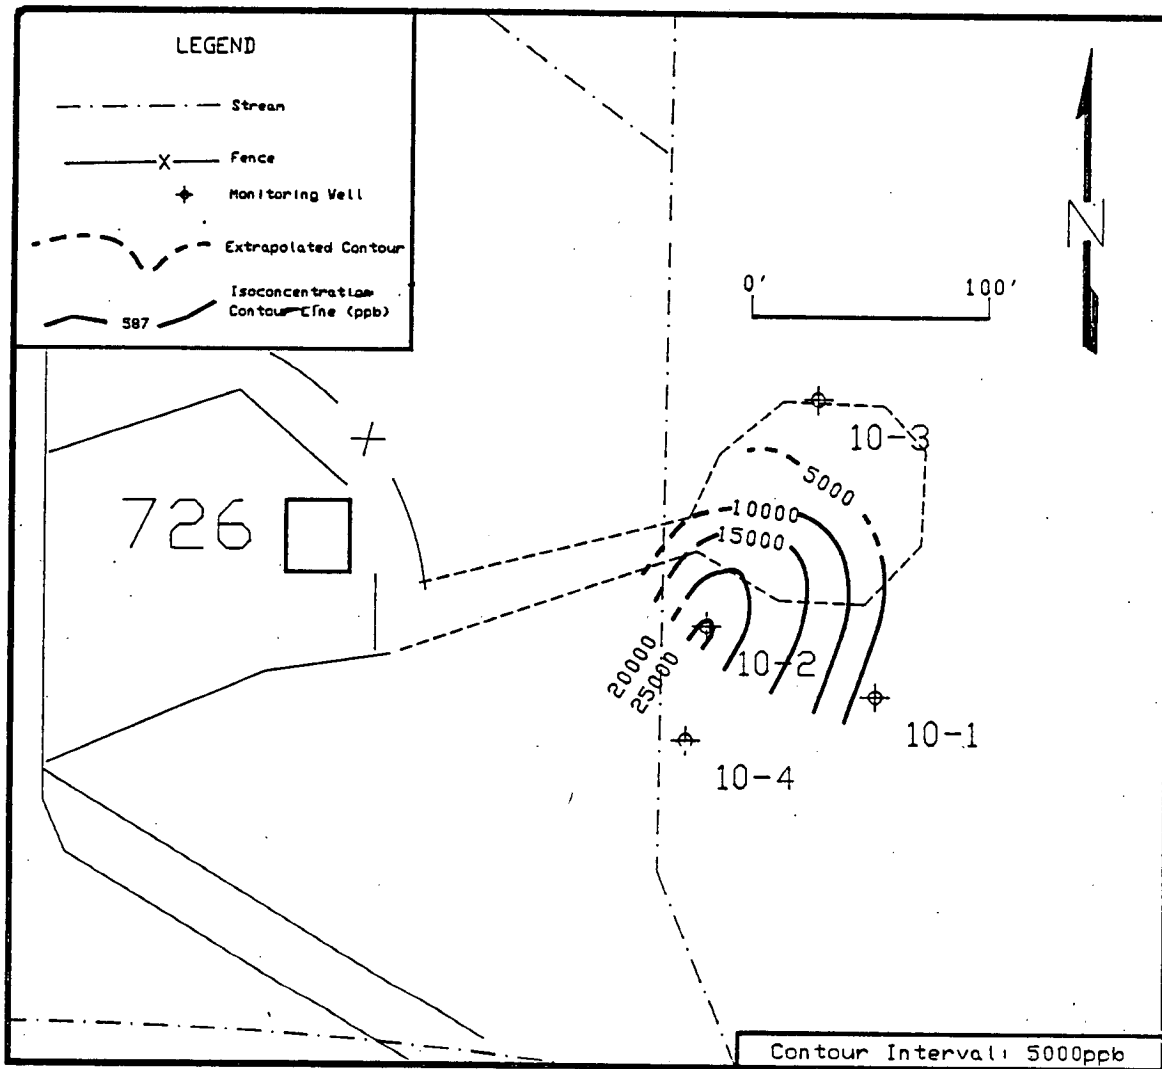 LEGEND
Stream
Fence
Monitoring Well
Extrapolated Contour
Isoconcentration
587 Contour Line (ppb)
N
0' 100'
10-3
5000
726
10000
15000
20000
25000
10-2
10-1
10-4
Contour Interval: 5000ppb